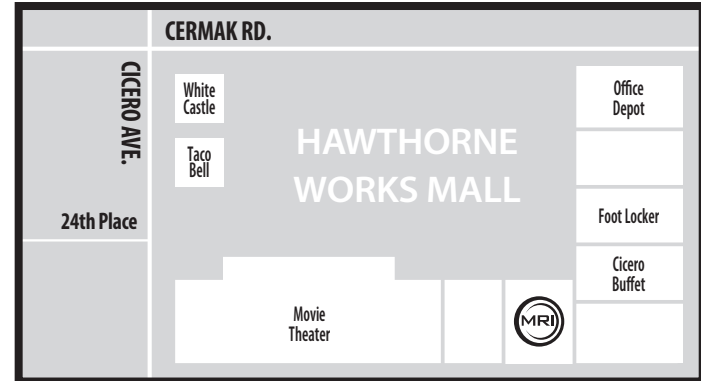 CERMAK RD.
CICERO AVE.
White
Castle
Office
Depot
HAWTHORNE
WORKS MALL
Taco
Bell
24th Place
Foot Locker
Cicero
Buffet
Movie
Theater
MRI